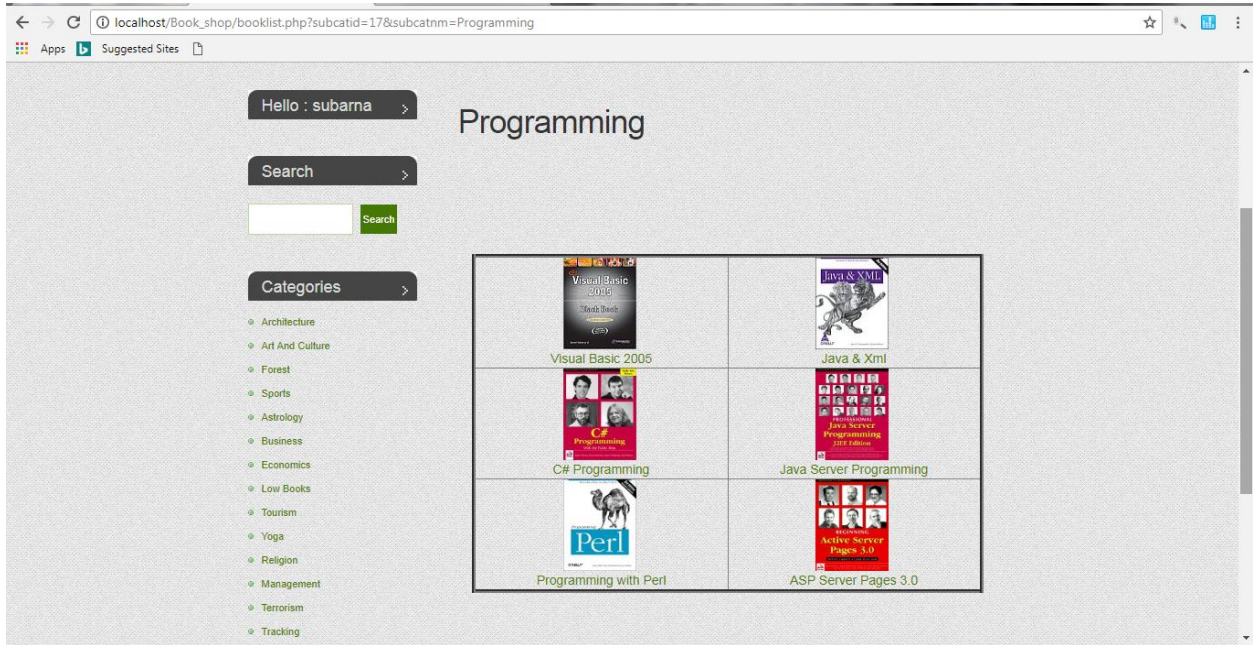 localhost/Book_shop/booklist.php?subcatid=17&subcatnm=Programming
Apps Suggested Sites
Hello : subarna
Programming
Search
Search
Categories
Architecture
Art And Culture
Forest
Sports
Astrology
Business
Economics
Low Books
Tourism
Yoga
Religion
Management
Terrorism
Tracking
Visual Basic
2005
Black Book
Visual Basic 2005
Java & XML
Java & Xml
C#
Programming
C# Programming
PROFESSIONAL
Java Server
Programming
J2EE Edition
Java Server Programming
Programming
Perl
Programming with Perl
BEGINNING
Active Server
Pages 3.0
ASP Server Pages 3.0